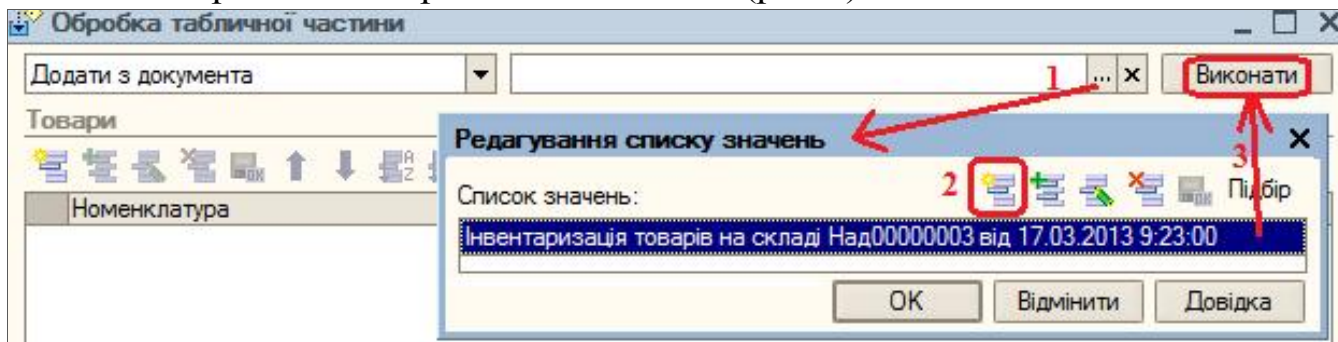 Обробка табличної частини
Додати з документа
1 ... Виконати
Товари
Редагування списку значень
3
Список значень: 2 Підбір
Номенклатура
Інвентаризація товарів на складі Над00000003 від 17.03.2013 9:23:00
OK Відмінити Довідка